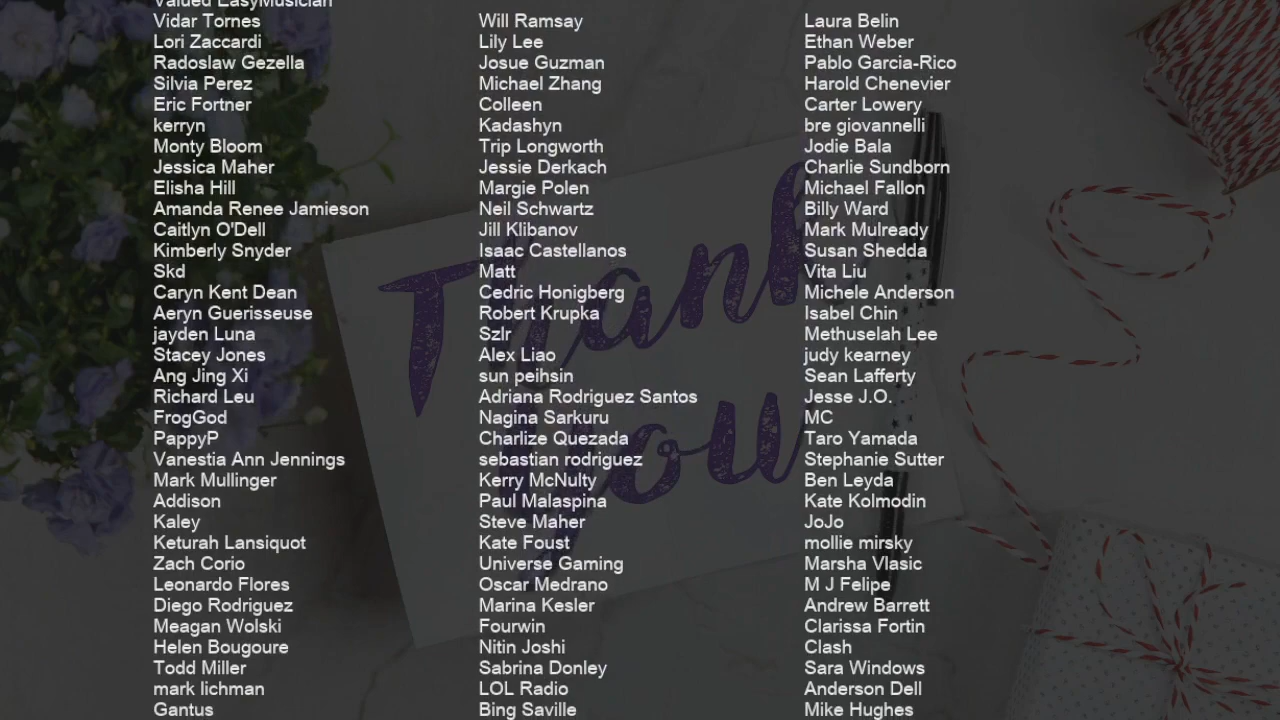 Valued EasyMusician
Vidar Tornes
Lori Zaccardi
Radoslaw Gezella
Silvia Perez
Eric Fortner
kerryn
Monty Bloom
Jessica Maher
Elisha Hill
Amanda Renee Jamieson
Caitlyn O'Dell
Kimberly Snyder
Skd
Caryn Kent Dean
Aeryn Guerisseuse
jayden Luna
Stacey Jones
Ang Jing Xi
Richard Leu
FrogGod
PappyP
Vanestia Ann Jennings
Mark Mullinger
Addison
Kaley
Keturah Lansiquot
Zach Corio
Leonardo Flores
Diego Rodriguez
Meagan Wolski
Helen Bougoure
Todd Miller
mark lichman
Gantus
Will Ramsay
Lily Lee
Josue Guzman
Michael Zhang
Colleen
Kadashyn
Trip Longworth
Jessie Derkach
Margie Polen
Neil Schwartz
Jill Klibanov
Isaac Castellanos
Matt
Cedric Honigberg
Robert Krupka
Szlr
Alex Liao
sun peihsin
Adriana Rodriguez Santos
Nagina Sarkuru
Charlize Quezada
sebastian rodriguez
Kerry McNulty
Paul Malaspina
Steve Maher
Kate Foust
Universe Gaming
Oscar Medrano
Marina Kesler
Fourwin
Nitin Joshi
Sabrina Donley
LOL Radio
Bing Saville
Laura Belin
Ethan Weber
Pablo Garcia-Rico
Harold Chenevier
Carter Lowery
bre giovannelli
Jodie Bala
Charlie Sundborn
Michael Fallon
Billy Ward
Mark Mulready
Susan Shedda
Vita Liu
Michele Anderson
Isabel Chin
Methuselah Lee
judy kearney
Sean Lafferty
Jesse J.O.
MC
Taro Yamada
Stephanie Sutter
Ben Leyda
Kate Kolmodin
JoJo
mollie mirsky
Marsha Vlasic
M J Felipe
Andrew Barrett
Clarissa Fortin
Clash
Sara Windows
Anderson Dell
Mike Hughes
Thank
you